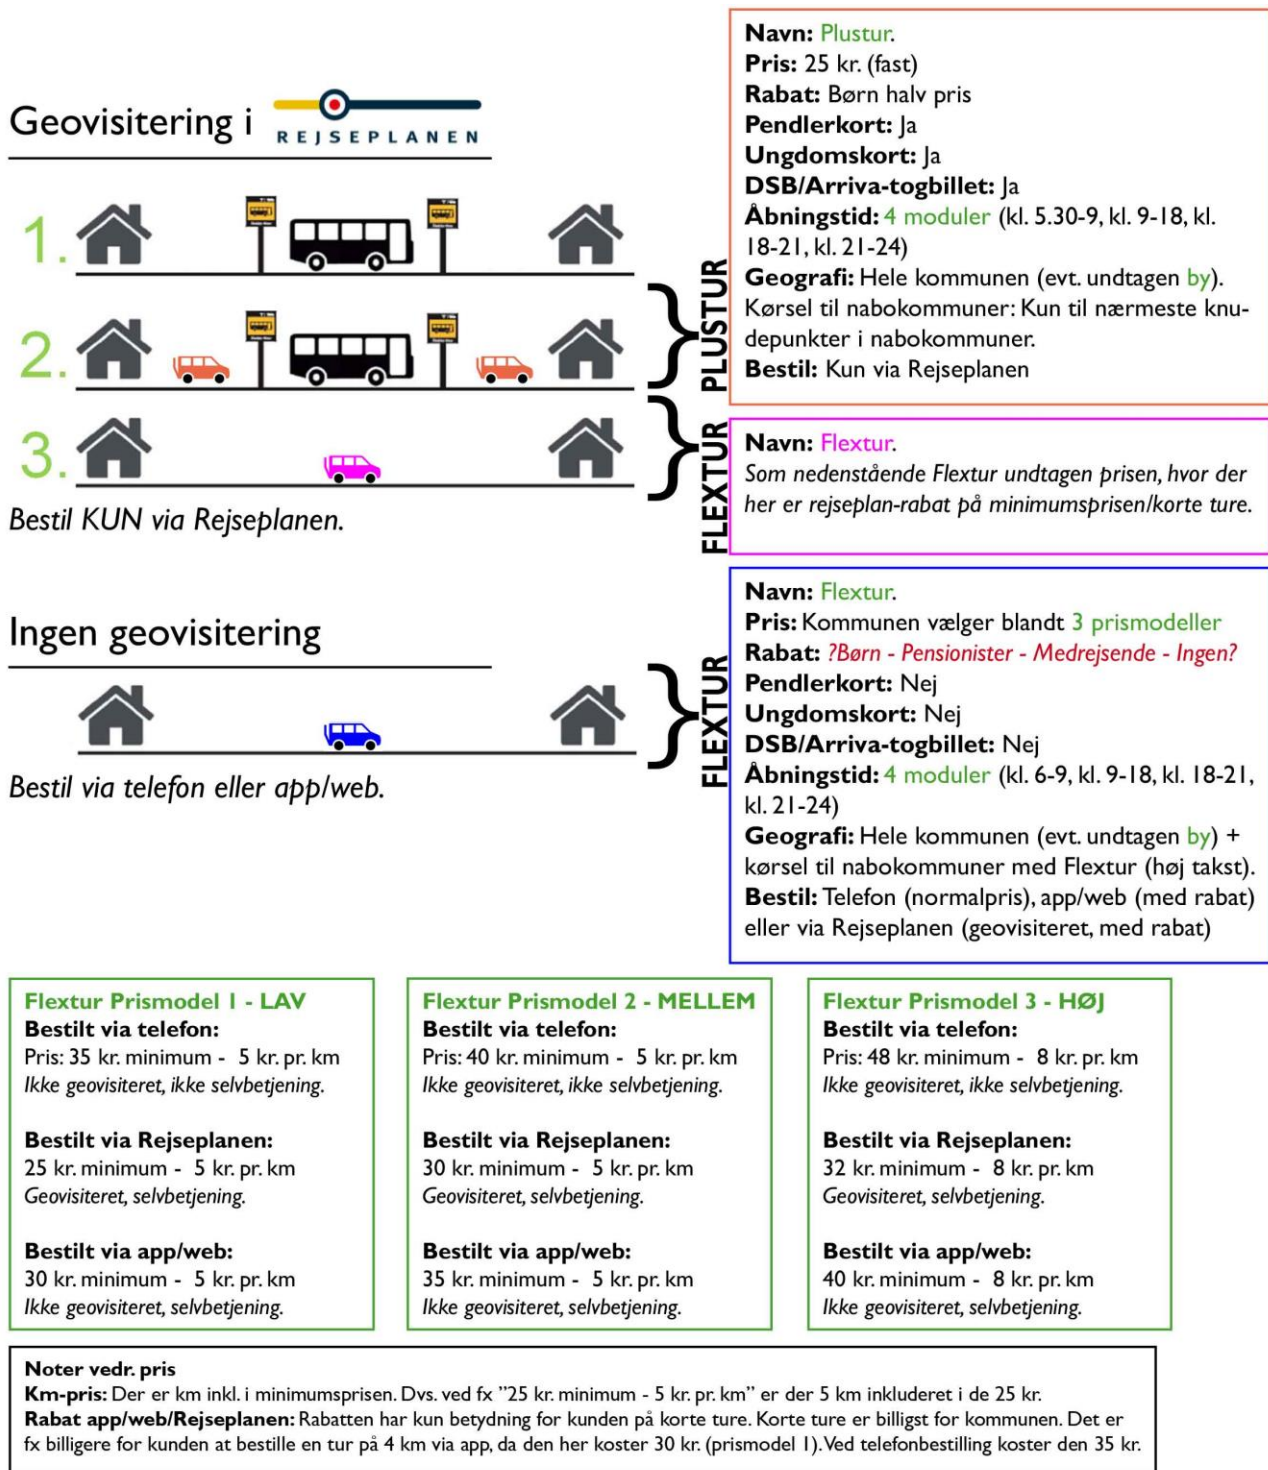 Geovisitering i REJSEPLANEN
1.
2.
3.
Bestil KUN via Rejseplanen.
PLUSTUR
FLEXTUR
Navn: Plustur.
Pris: 25 kr. (fast)
Rabat: Børn halv pris
Pendlerkort: Ja
Ungdomskort: Ja
DSB/Arriva-togbillet: Ja
Åbningstid: 4 moduler (kl. 5.30-9, kl. 9-18, kl.
18-21, kl. 21-24)
Geografi: Hele kommunen (evt. undtagen by).
Kørsel til nabokommuner: Kun til nærmeste knu-
depunkter i nabokommuner.
Bestil: Kun via Rejseplanen
Navn: Flextur.
Som nedenstående Flextur undtagen prisen, hvor der
her er rejseplan-rabat på minimumsprisen/korte ture.
Ingen geovisitering
Bestil via telefon eller app/web.
FLEXTUR
Navn: Flextur.
Pris: Kommunen vælger blandt 3 prismodeller
Rabat: ?Børn - Pensionister - Medrejsende - Ingen?
Pendlerkort: Nej
Ungdomskort: Nej
DSB/Arriva-togbillet: Nej
Åbningstid: 4 moduler (kl. 6-9, kl. 9-18, kl. 18-21,
kl. 21-24)
Geografi: Hele kommunen (evt. undtagen by) +
kørsel til nabokommuner med Flextur (høj takst).
Bestil: Telefon (normalpris), app/web (med rabat)
eller via Rejseplanen (geovisiteret, med rabat)
Flextur Prismodel 1 - LAV
Bestilt via telefon:
Pris: 35 kr. minimum - 5 kr. pr. km
Ikke geovisiteret, ikke selvbetjening.
Bestilt via Rejseplanen:
25 kr. minimum - 5 kr. pr. km
Geovisiteret, selvbetjening.
Bestilt via app/web:
30 kr. minimum - 5 kr. pr. km
Ikke geovisiteret, selvbetjening.
Flextur Prismodel 2 - MELLEM
Bestilt via telefon:
Pris: 40 kr. minimum - 5 kr. pr. km
Ikke geovisiteret, ikke selvbetjening.
Bestilt via Rejseplanen:
30 kr. minimum - 5 kr. pr. km
Geovisiteret, selvbetjening.
Bestilt via app/web:
35 kr. minimum - 5 kr. pr. km
Ikke geovisiteret, selvbetjening.
Flextur Prismodel 3 - HØJ
Bestilt via telefon:
Pris: 48 kr. minimum - 8 kr. pr. km
Ikke geovisiteret, ikke selvbetjening.
Bestilt via Rejseplanen:
32 kr. minimum - 8 kr. pr. km
Geovisiteret, selvbetjening.
Bestilt via app/web:
40 kr. minimum - 8 kr. pr. km
Ikke geovisiteret, selvbetjening.
Noter vedr. pris
Km-pris: Der er km inkl. i minimumsprisen. Dvs. ved fx ”25 kr. minimum - 5 kr. pr. km” er der 5 km inkluderet i de 25 kr.
Rabat app/web/Rejseplanen: Rabatten har kun betydning for kunden på korte ture. Korte ture er billigst for kommunen. Det er
fx billigere for kunden at bestille en tur på 4 km via app, da den her koster 30 kr. (prismodel 1). Ved telefonbestilling koster den 35 kr.